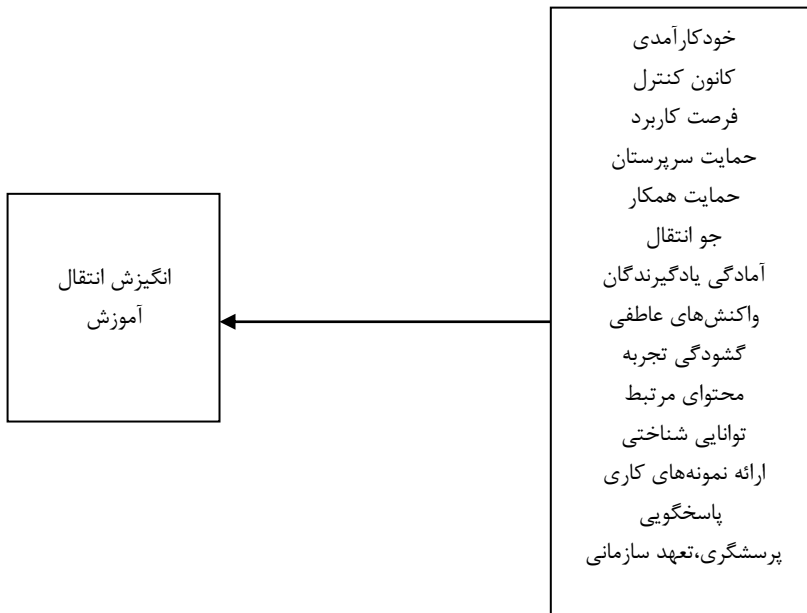 خودکارآمدی
کانون کنترل
فرصت کاربرد
حمایت سرپرستان
حمایت همکار
جو انتقال
آمادگی یادگیرندگان
واکنش‌های عاطفی
گشودگی تجربه
محتوای مرتبط
توانایی شناختی
ارائه نمونه‌های کاری
پاسخگویی
پرسشگری،تعهد سازمانی
انگیزش انتقال
آموزش